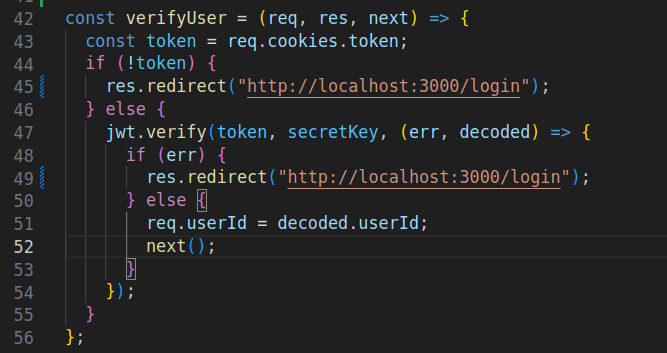 42 const verifyUser = (req, res, next) => {
43   const token = req.cookies.token;
44   if (!token) {
45     res.redirect("http://localhost:3000/login");
46   } else {
47     jwt.verify(token, secretKey, (err, decoded) => {
48       if (err) {
49         res.redirect("http://localhost:3000/login");
50       } else {
51         req.userId = decoded.userId;
52         next();
53       }
54     });
55   }
56 };